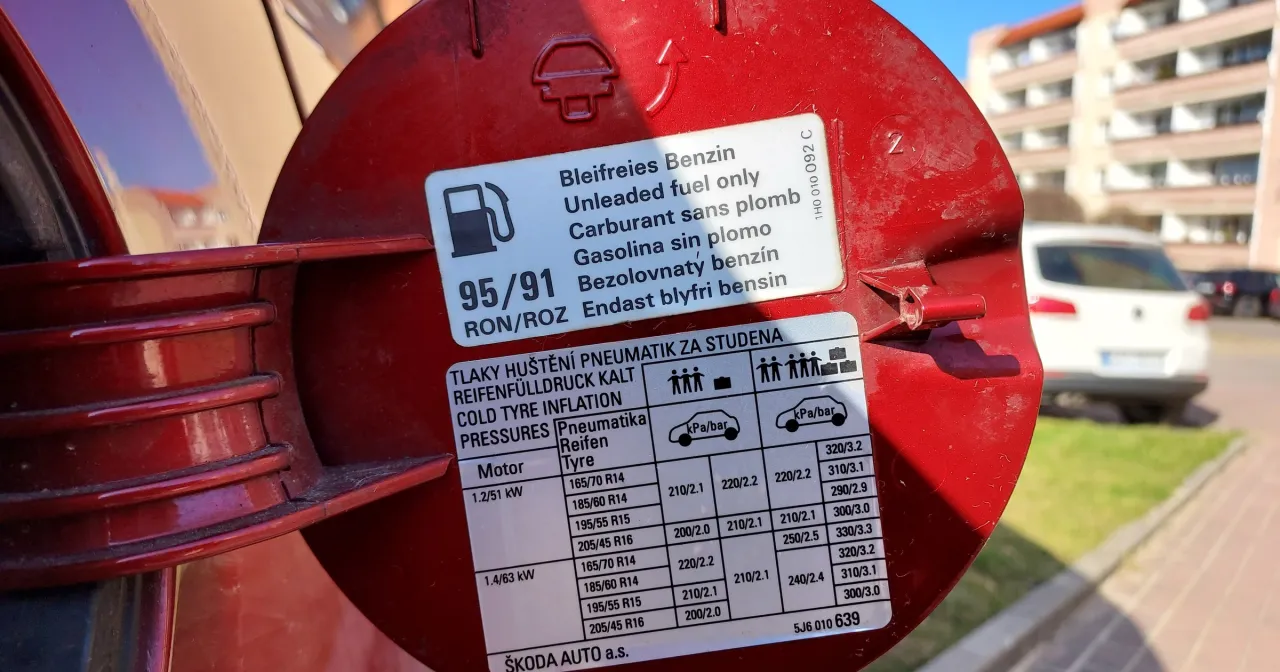 Bleifreies Benzin
Unleaded fuel only
Carburant sans plomb
Gasolina sin plomo
Bezolovnatý benzín
Endast blyfri bensin
95/91
RON/ROZ
1H0 010 092 C
2
TLAKY HUŠTĚNÍ PNEUMATIK ZA STUDENA
REIFENFÜLLDRUCK KALT
COLD TYRE INFLATION
PRESSURES
Pneumatika
Reifen
Tyre
kPa/bar
kPa/bar
Motor
1.2/51 kW
165/70 R14
185/60 R14
195/55 R15
205/45 R16
210/2.1
220/2.2
220/2.2
320/3.2
310/3.1
290/2.9
200/2.0
210/2.1
210/2.1
300/3.0
1.4/63 kW
165/70 R14
185/60 R14
195/55 R15
205/45 R16
220/2.2
210/2.1
200/2.0
210/2.1
250/2.5
240/2.4
330/3.3
320/3.2
310/3.1
300/3.0
5J6 010 639
ŠKODA AUTO a.s.